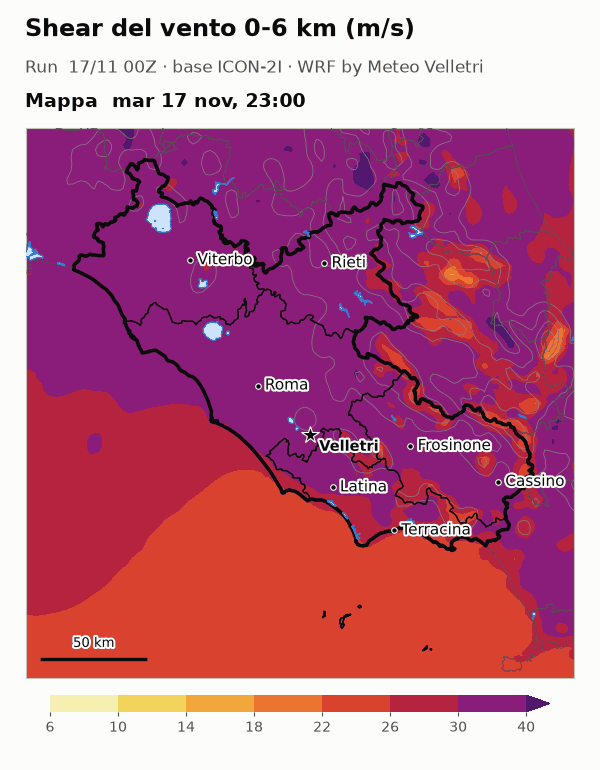 Shear del vento 0-6 km (m/s)
Run 17/11 00Z · base ICON-2I · WRF by Meteo Velletri
Mappa mar 17 nov, 23:00
Viterbo
Rieti
Roma
Velletri
Frosinone
Cassino
Latina
Terracina
50 km
6 10 14 18 22 26 30 40